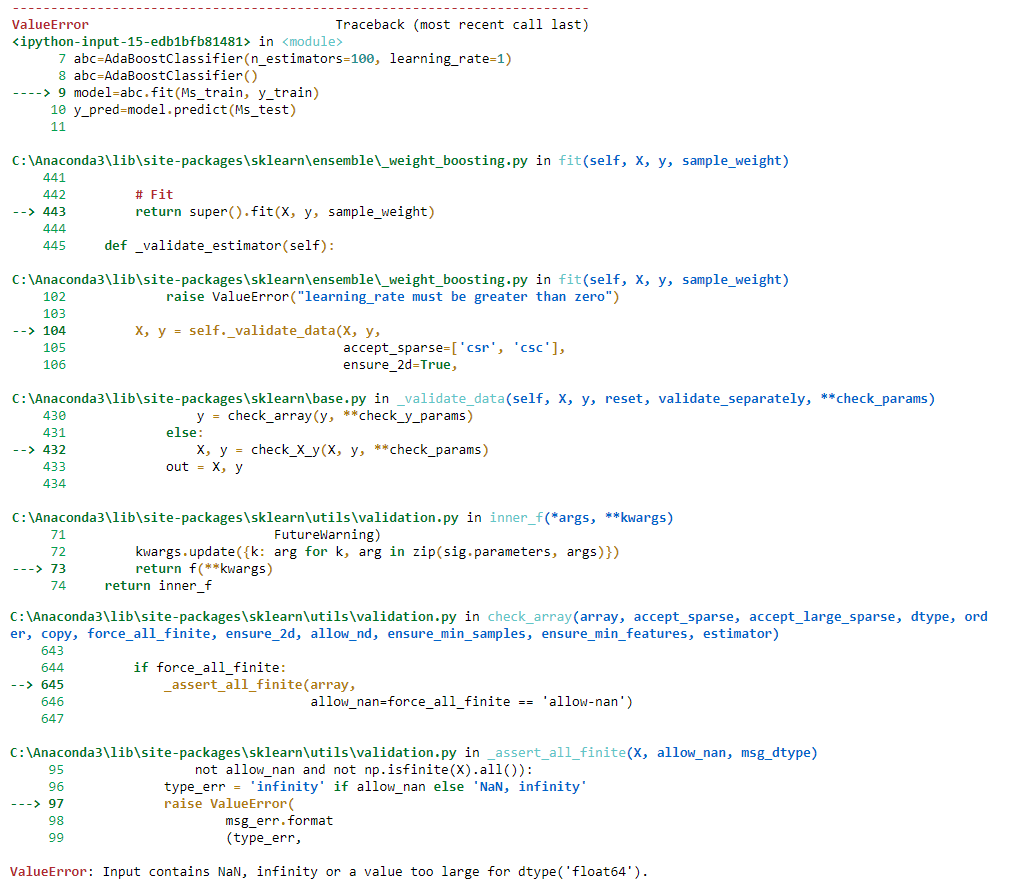 ---------------------------------------------------------------------------
ValueError                                Traceback (most recent call last)
<ipython-input-15-edb1bfb81481> in <module>
      7 abc=AdaBoostClassifier(n_estimators=100, learning_rate=1)
      8 abc=AdaBoostClassifier()
----> 9 model=abc.fit(Ms_train, y_train)
     10 y_pred=model.predict(Ms_test)
     11
C:\Anaconda3\lib\site-packages\sklearn\ensemble\_weight_boosting.py in fit(self, X, y, sample_weight)
    441
    442         # Fit
--> 443         return super().fit(X, y, sample_weight)
    444
    445     def _validate_estimator(self):
C:\Anaconda3\lib\site-packages\sklearn\ensemble\_weight_boosting.py in fit(self, X, y, sample_weight)
    102             raise ValueError("learning_rate must be greater than zero")
    103
--> 104         X, y = self._validate_data(X, y,
    105                                    accept_sparse=['csr', 'csc'],
    106                                    ensure_2d=True,
C:\Anaconda3\lib\site-packages\sklearn\base.py in _validate_data(self, X, y, reset, validate_separately, **check_params)
    430                 y = check_array(y, **check_y_params)
    431             else:
--> 432                 X, y = check_X_y(X, y, **check_params)
    433             out = X, y
    434
C:\Anaconda3\lib\site-packages\sklearn\utils\validation.py in inner_f(*args, **kwargs)
     71                           FutureWarning)
     72         kwargs.update({k: arg for k, arg in zip(sig.parameters, args)})
---> 73         return f(**kwargs)
     74     return inner_f
C:\Anaconda3\lib\site-packages\sklearn\utils\validation.py in check_array(array, accept_sparse, accept_large_sparse, dtype, ord
er, copy, force_all_finite, ensure_2d, allow_nd, ensure_min_samples, ensure_min_features, estimator)
    643
    644         if force_all_finite:
--> 645             _assert_all_finite(array,
    646                                allow_nan=force_all_finite == 'allow-nan')
    647
C:\Anaconda3\lib\site-packages\sklearn\utils\validation.py in _assert_all_finite(X, allow_nan, msg_dtype)
     95                 not allow_nan and not np.isfinite(X).all()):
     96             type_err = 'infinity' if allow_nan else 'NaN, infinity'
---> 97             raise ValueError(
     98                     msg_err.format
     99                     (type_err,
ValueError: Input contains NaN, infinity or a value too large for dtype('float64').